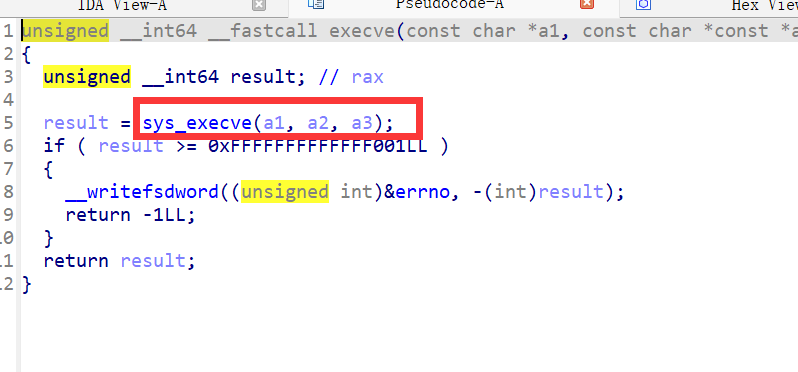 IDA View-A Pseudocode-A Hex View
1 unsigned __int64 __fastcall execve(const char *a1, const char *const *a
2 {
3 unsigned __int64 result; // rax
4
5 result = sys_execve(a1, a2, a3);
6 if ( result >= 0xFFFFFFFFFFFFF001LL )
7 {
8 __writefsdword((unsigned int)&errno, -(int)result);
9 return -1LL;
10 }
11 return result;
12 }